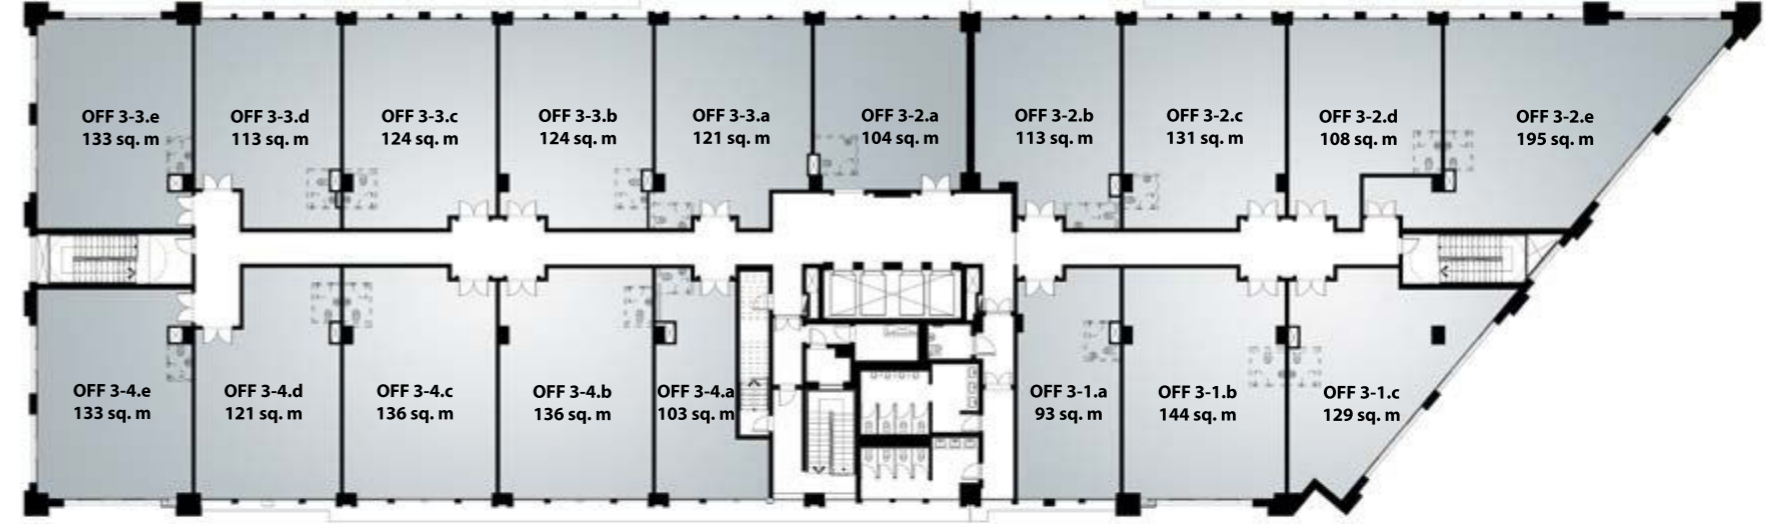 OFF 3-3.e
133 sq. m
OFF 3-3.d
113 sq. m
OFF 3-3.c
124 sq. m
OFF 3-3.b
124 sq. m
OFF 3-3.a
121 sq. m
OFF 3-2.a
104 sq. m
OFF 3-2.b
113 sq. m
OFF 3-2.c
131 sq. m
OFF 3-2.d
108 sq. m
OFF 3-2.e
195 sq. m
OFF 3-4.e
133 sq. m
OFF 3-4.d
121 sq. m
OFF 3-4.c
136 sq. m
OFF 3-4.b
136 sq. m
OFF 3-4.a
103 sq. m
OFF 3-1.a
93 sq. m
OFF 3-1.b
144 sq. m
OFF 3-1.c
129 sq. m